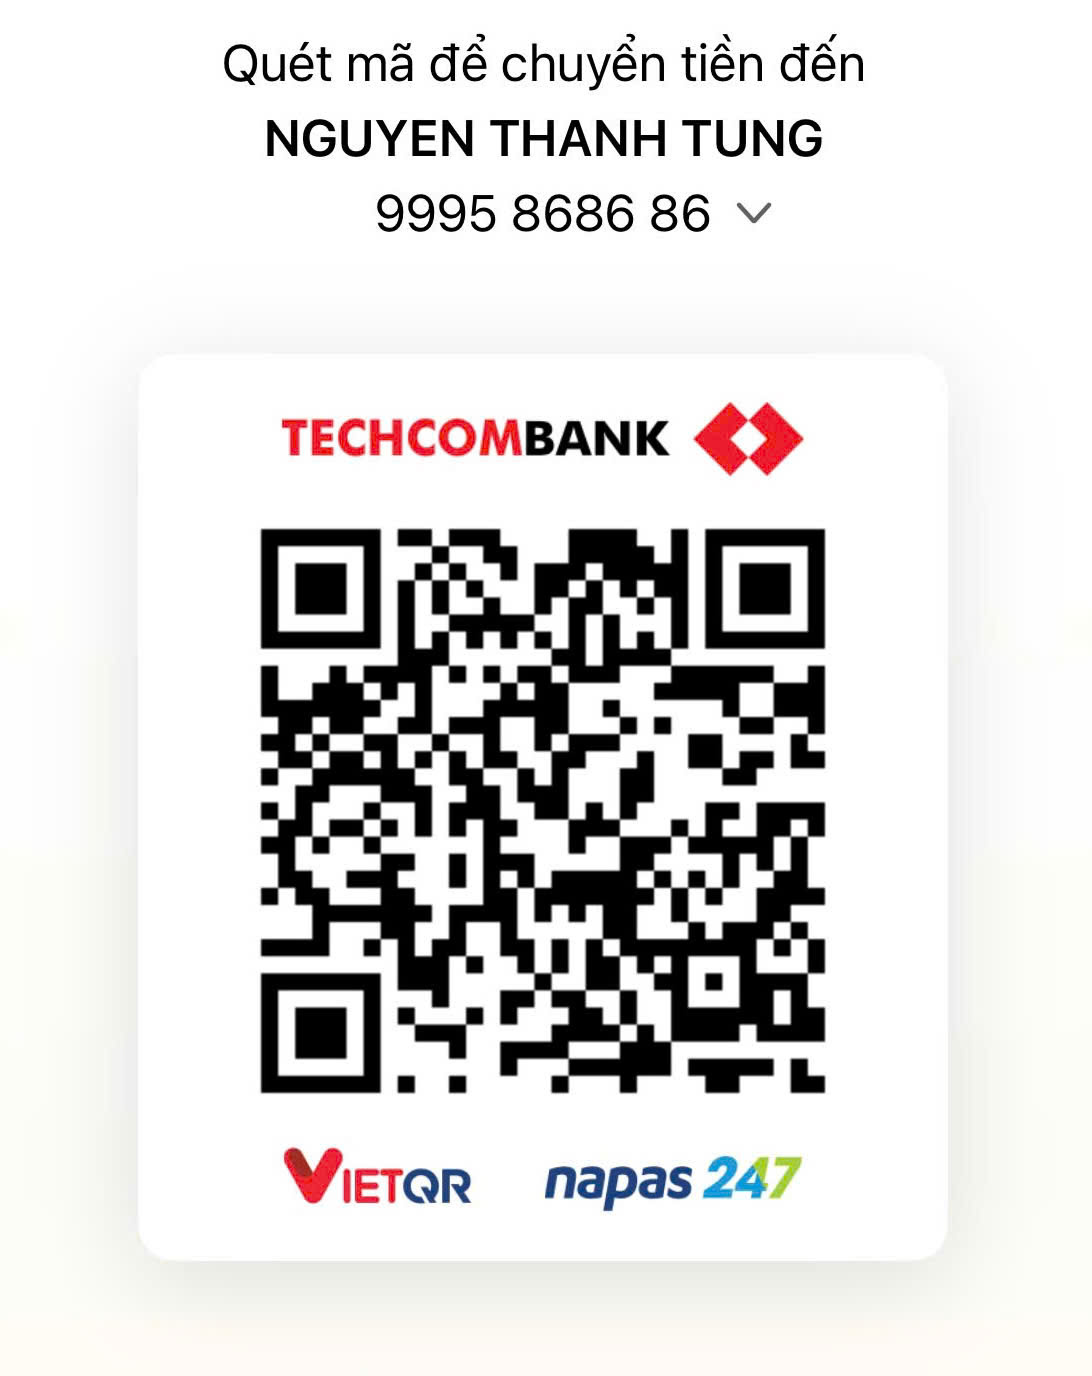 Quét mã để chuyển tiền đến
NGUYEN THANH TUNG
9995 8686 86
TECHCOMBANK
VIETQR
napas 247